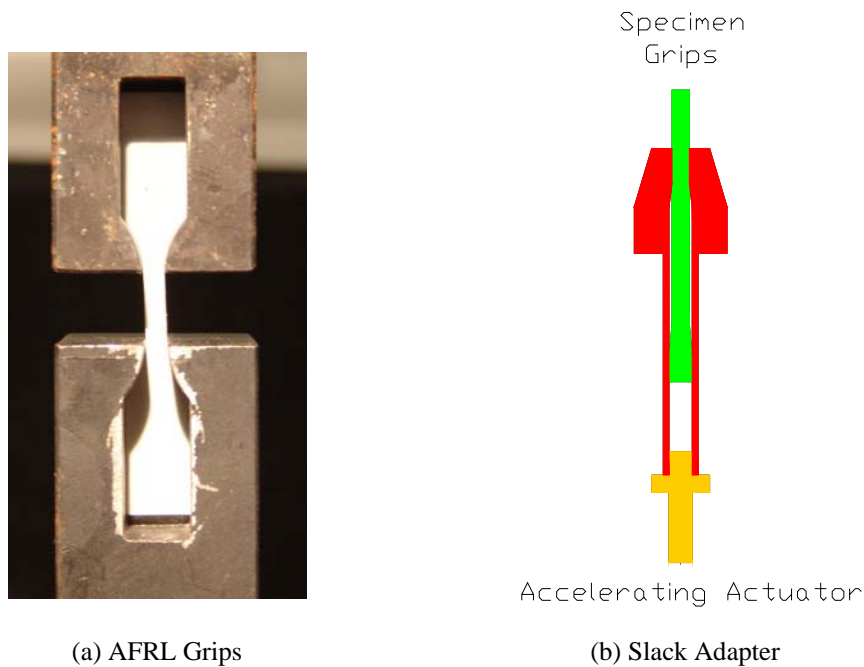 Specimen
Grips
Accelerating Actuator
(a) AFRL Grips
(b) Slack Adapter